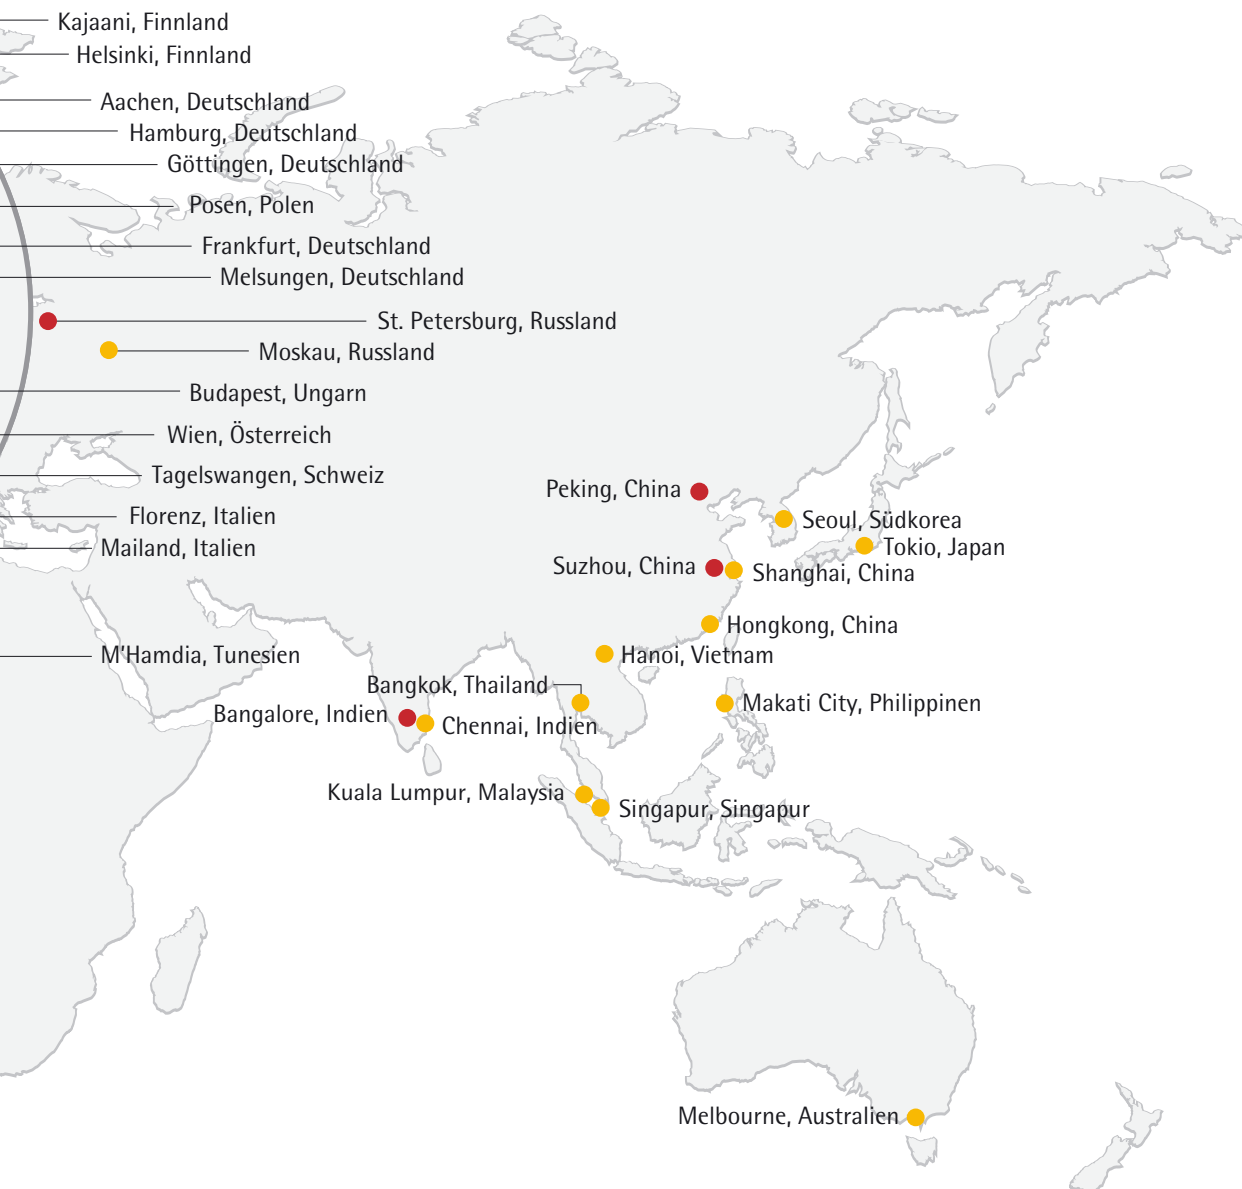 Kajaani, Finnland
Helsinki, Finnland
Aachen, Deutschland
Hamburg, Deutschland
Göttingen, Deutschland
Posen, Polen
Frankfurt, Deutschland
Melsungen, Deutschland
St. Petersburg, Russland
Moskau, Russland
Budapest, Ungarn
Wien, Österreich
Tagelswangen, Schweiz
Peking, China
Florenz, Italien
Seoul, Südkorea
Mailand, Italien
Tokio, Japan
Suzhou, China
Shanghai, China
Hongkong, China
M'Hamdia, Tunesien
Hanoi, Vietnam
Bangkok, Thailand
Makati City, Philippinen
Bangalore, Indien
Chennai, Indien
Kuala Lumpur, Malaysia
Singapur, Singapur
Melbourne, Australien